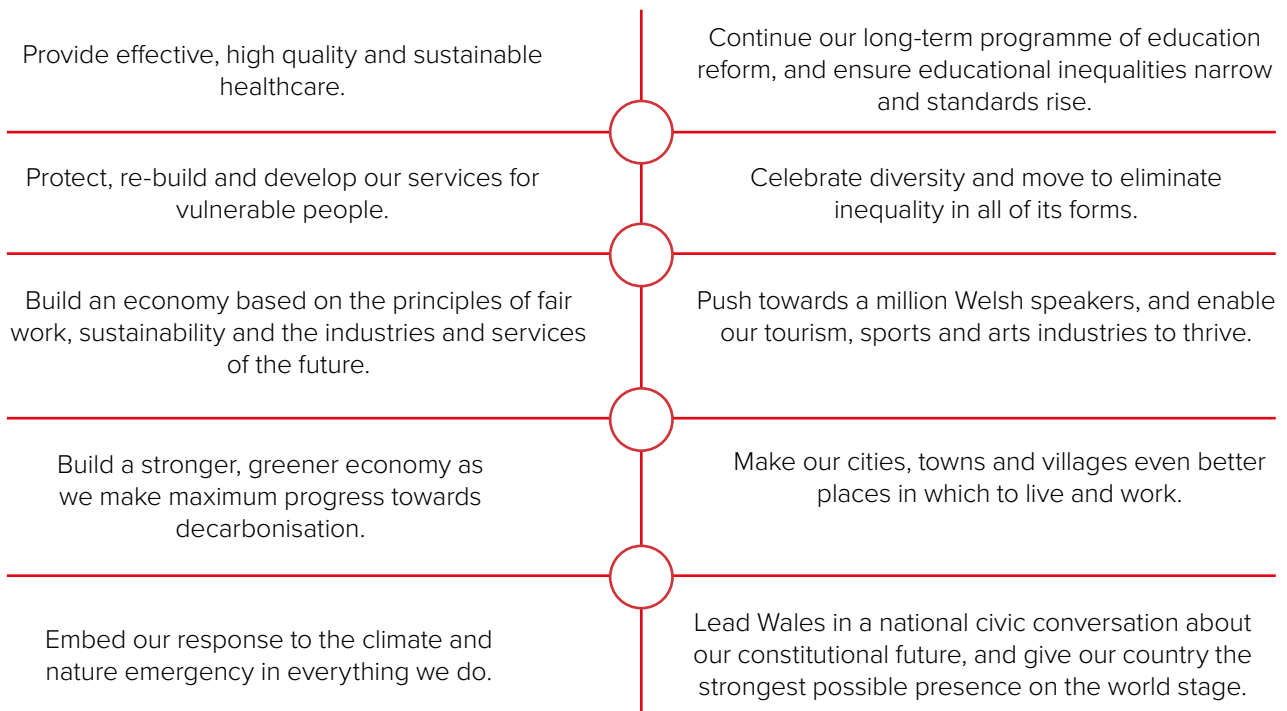 Provide effective, high quality and sustainable
healthcare.
Continue our long-term programme of education
reform, and ensure educational inequalities narrow
and standards rise.
Protect, re-build and develop our services for
vulnerable people.
Celebrate diversity and move to eliminate
inequality in all of its forms.
Build an economy based on the principles of fair
work, sustainability and the industries and services
of the future.
Push towards a million Welsh speakers, and enable
our tourism, sports and arts industries to thrive.
Build a stronger, greener economy as
we make maximum progress towards
decarbonisation.
Make our cities, towns and villages even better
places in which to live and work.
Embed our response to the climate and
nature emergency in everything we do.
Lead Wales in a national civic conversation about
our constitutional future, and give our country the
strongest possible presence on the world stage.